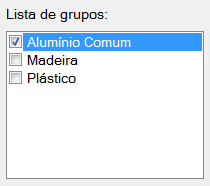 Lista de grupos:
Alumínio Comum
Madeira
Plástico